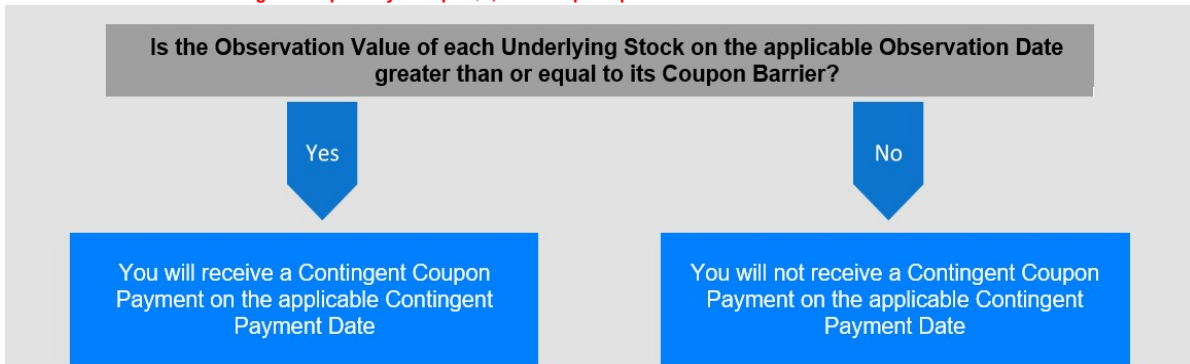 Is the Observation Value of each Underlying Stock on the applicable Observation Date
greater than or equal to its Coupon Barrier?
Yes
No
You will receive a Contingent Coupon
Payment on the applicable Contingent
Payment Date
You will not receive a Contingent Coupon
Payment on the applicable Contingent
Payment Date